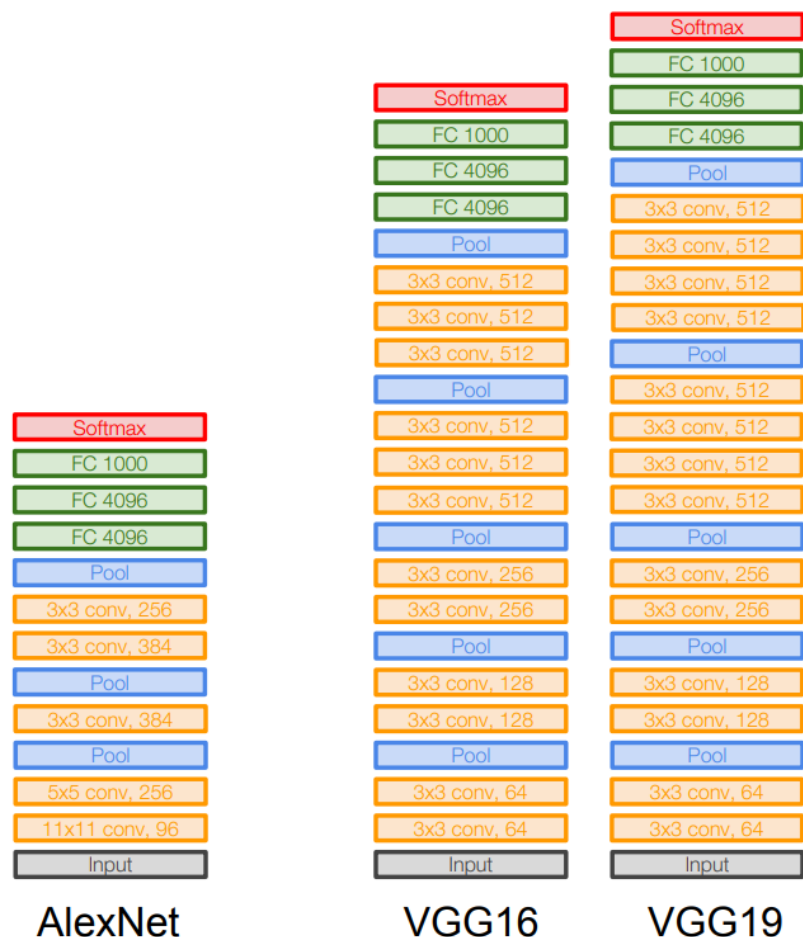 Softmax
FC 1000
FC 4096
FC 4096
Pool
3x3 conv, 256
3x3 conv, 384
Pool
3x3 conv, 384
Pool
5x5 conv, 256
11x11 conv, 96
Input
AlexNet
Softmax
FC 1000
FC 4096
FC 4096
Pool
3x3 conv, 512
3x3 conv, 512
3x3 conv, 512
Pool
3x3 conv, 512
3x3 conv, 512
3x3 conv, 512
Pool
3x3 conv, 256
3x3 conv, 256
Pool
3x3 conv, 128
3x3 conv, 128
Pool
3x3 conv, 64
3x3 conv, 64
Input
VGG16
Softmax
FC 1000
FC 4096
FC 4096
Pool
3x3 conv, 512
3x3 conv, 512
3x3 conv, 512
3x3 conv, 512
Pool
3x3 conv, 512
3x3 conv, 512
3x3 conv, 512
3x3 conv, 512
Pool
3x3 conv, 256
3x3 conv, 256
Pool
3x3 conv, 128
3x3 conv, 128
Pool
3x3 conv, 64
3x3 conv, 64
Input
VGG19